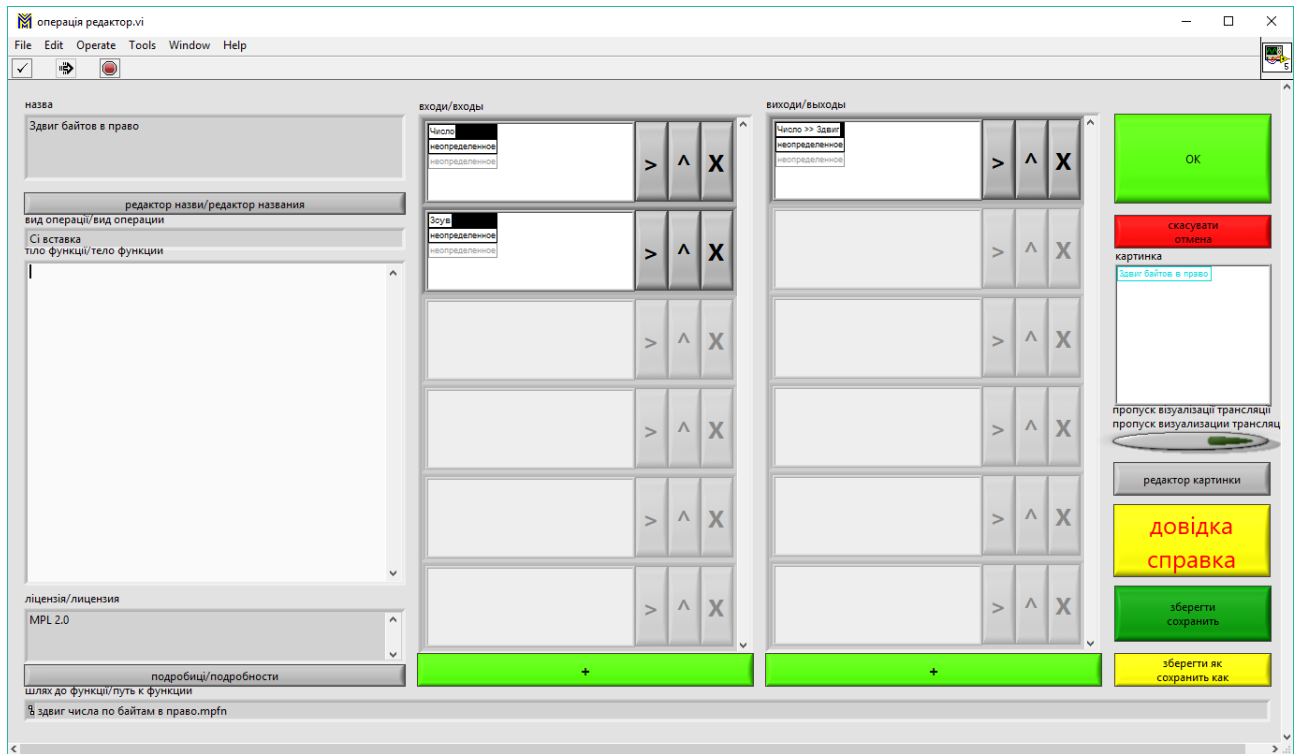 операція редактор.vi
File Edit Operate Tools Window Help
5
назва
Здвиг байтов в право
редактор назви/редактор названия
вид операції/вид операции
Сі вставка
тіло функції/тело функции
ліцензія/лицензия
MPL 2.0
подробиці/подробности
шлях до функції/путь к функции
здвиг числа по байтам в право.mpfn
входи/входы
Число
неопределенное
неопределенное
> ^ X
Зсув
неопределенное
неопределенное
> ^ X
> ^ X
> ^ X
> ^ X
> ^ X
+
виходи/выходы
Число >> Здвиг
неопределенное
неопределенное
> ^ X
> ^ X
> ^ X
> ^ X
> ^ X
> ^ X
+
ОК
скасувати
отмена
картинка
Здвиг байтов в право
пропуск візуалізації трансляції
пропуск визуализации трансляц
редактор картинки
довідка
справка
зберегти
сохранить
зберегти як
сохранить как